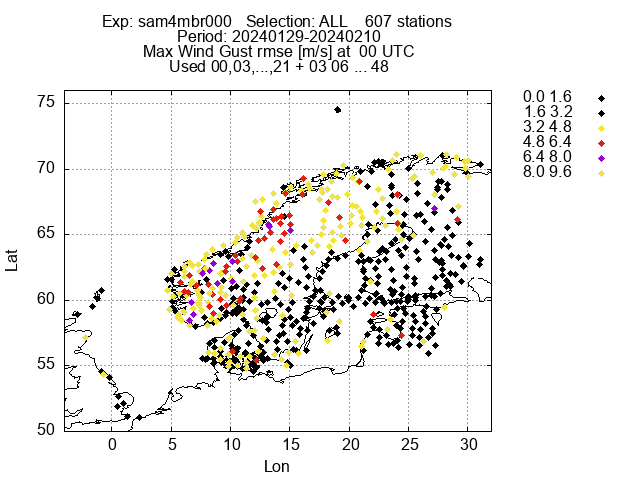 Exp: sam4mbr000 Selection: ALL 607 stations
Period: 20240129-20240210
Max Wind Gust rmse [m/s] at 00 UTC
Used 00,03,...,21 + 03 06 ... 48
0.0 1.6
1.6 3.2
3.2 4.8
4.8 6.4
6.4 8.0
8.0 9.6
75
70
65
60
55
50
Lat
0 5 10 15 20 25 30
Lon